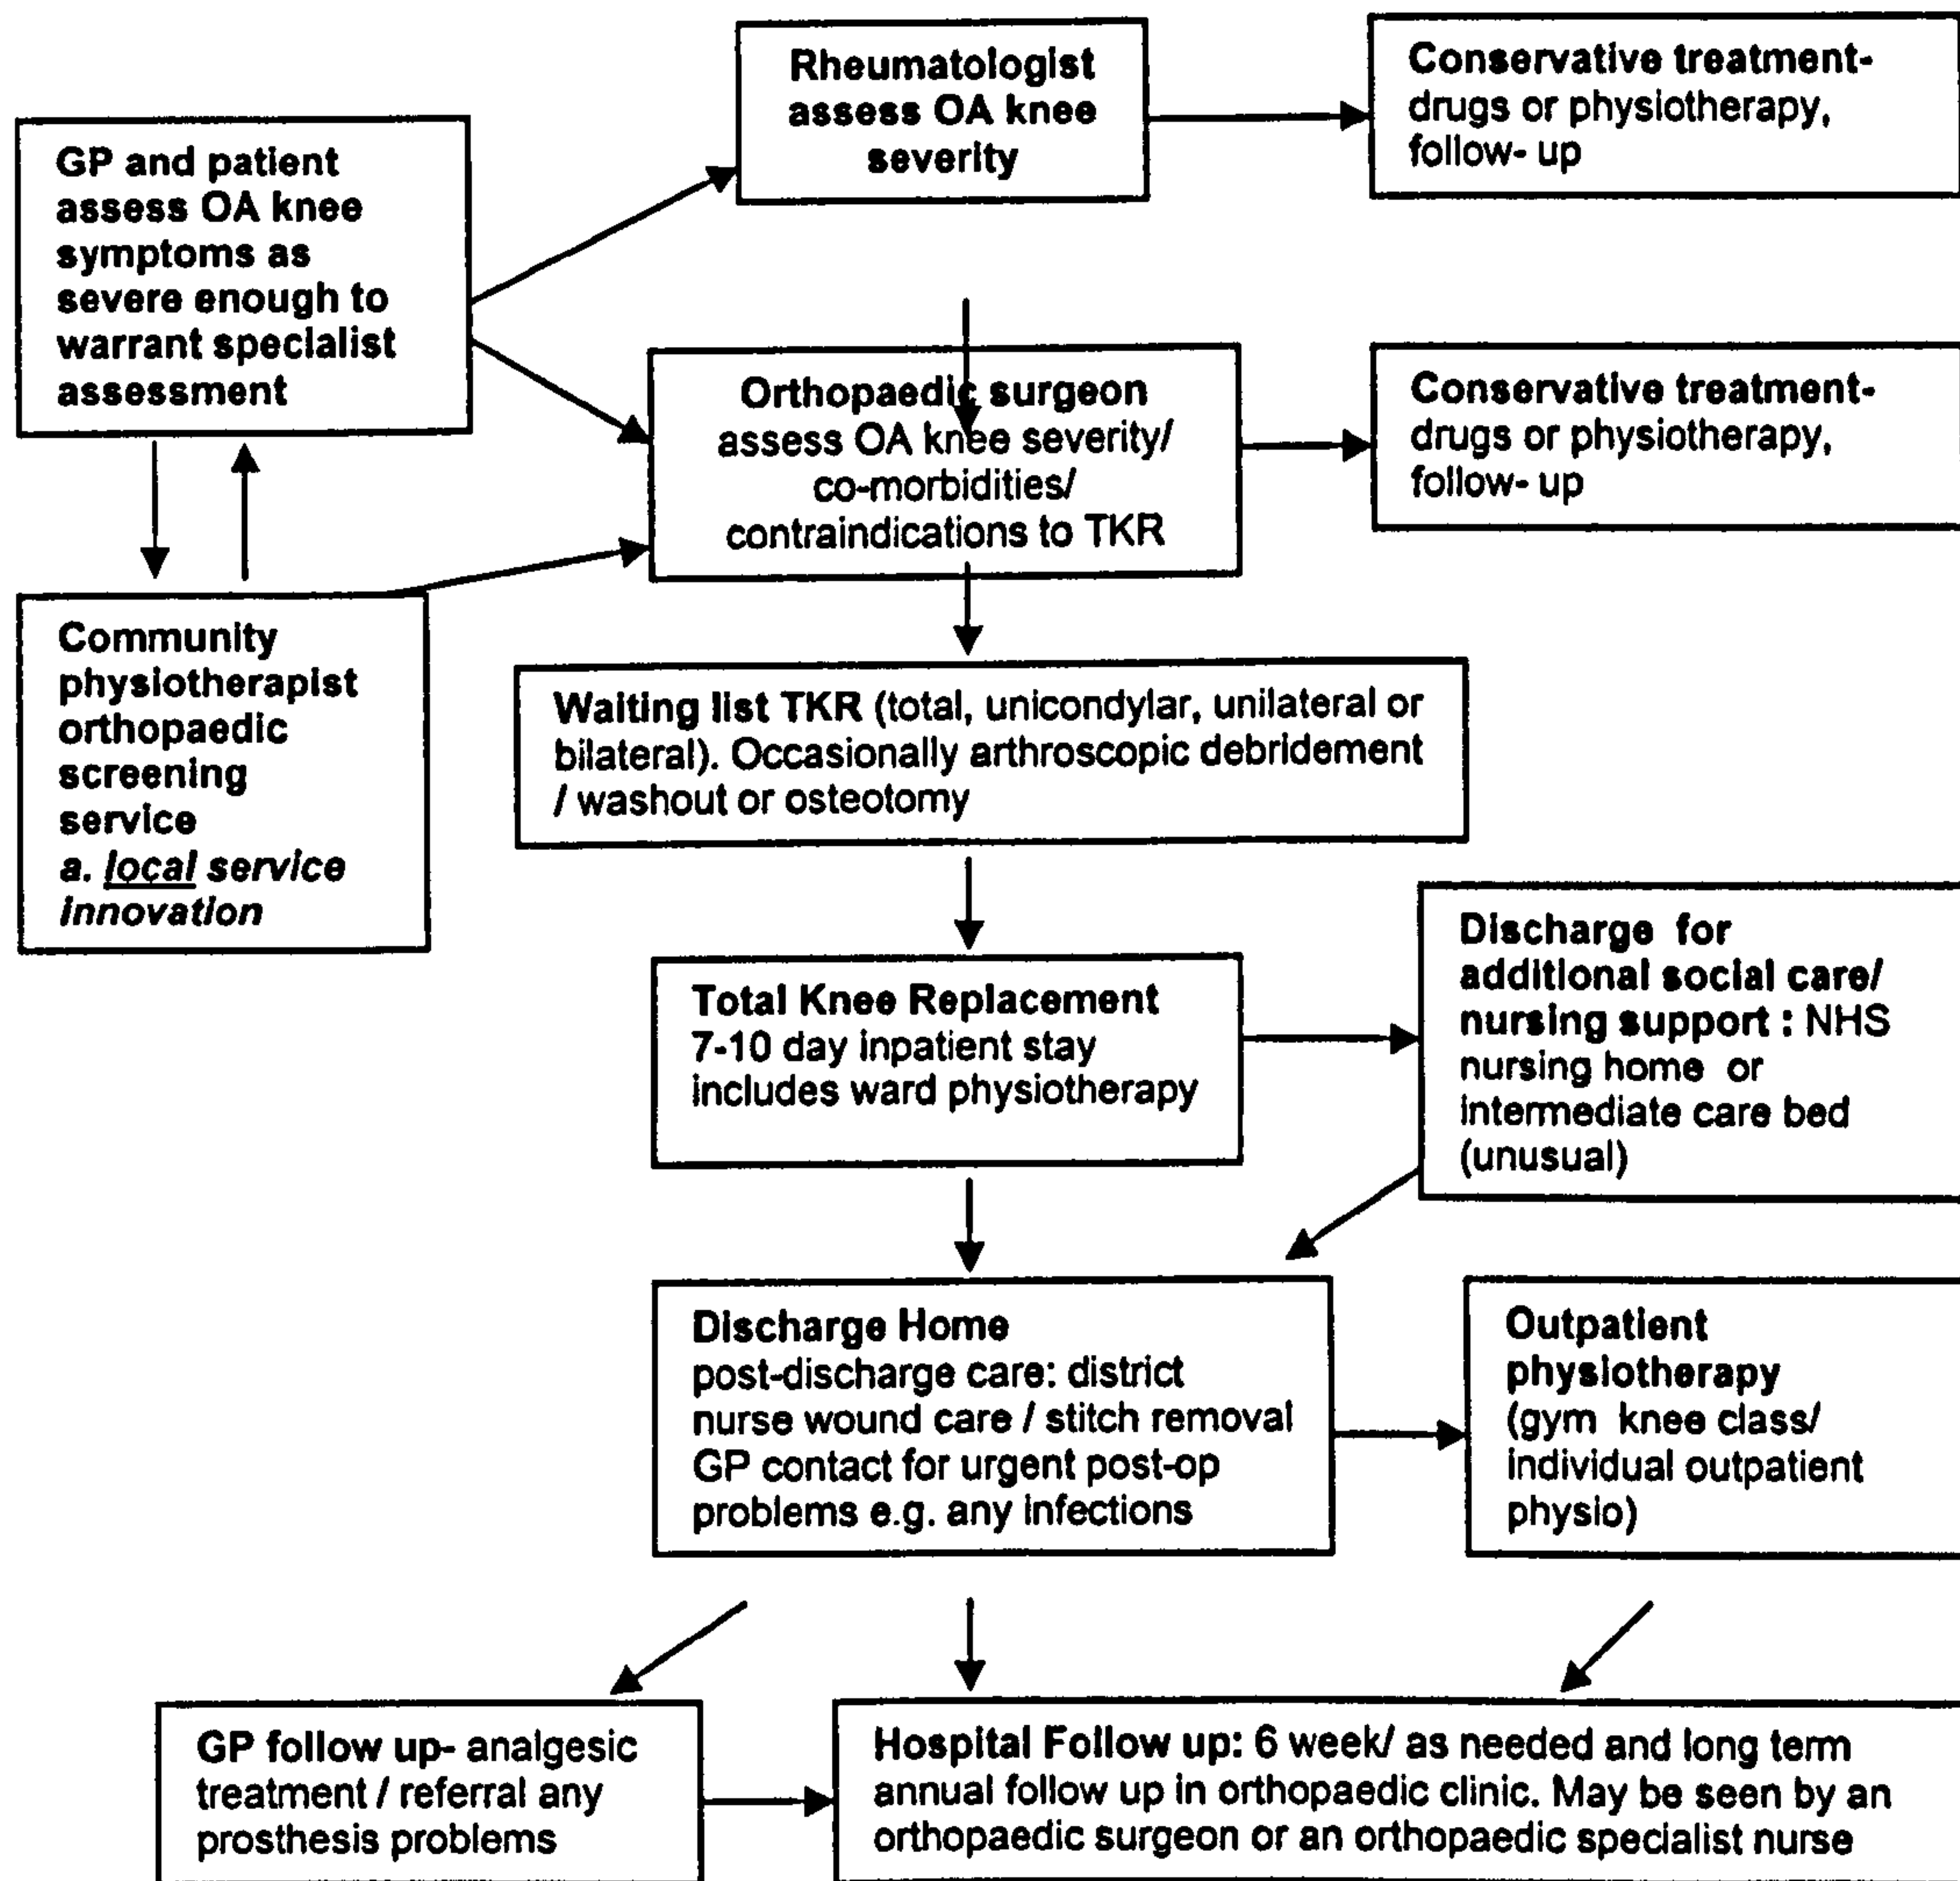 Rheumatologist
assess OA knee
severity
Conservative treatment-
drugs or physiotherapy,
follow- up
GP and patient
assess OA knee
symptoms as
severe enough to
warrant specialist
assessment
Orthopaedic surgeon
assess OA knee severity/
co-morbidities/
contraindications to TKR
Conservative treatment-
drugs or physiotherapy,
follow- up
Community
physiotherapist
orthopaedic
screening
service
a. local service
innovation
Waiting list TKR (total, unicondylar, unilateral or
bilateral). Occasionally arthroscopic debridement
/ washout or osteotomy
Total Knee Replacement
7-10 day inpatient stay
includes ward physiotherapy
Discharge for
additional social care/
nursing support : NHS
nursing home or
intermediate care bed
(unusual)
Discharge Home
post-discharge care: district
nurse wound care / stitch removal
GP contact for urgent post-op
problems e.g. any infections
Outpatient
physiotherapy
(gym knee class/
individual outpatient
physio)
GP follow up- analgesic
treatment / referral any
prosthesis problems
Hospital Follow up: 6 week/ as needed and long term
annual follow up in orthopaedic clinic. May be seen by an
orthopaedic surgeon or an orthopaedic specialist nurse